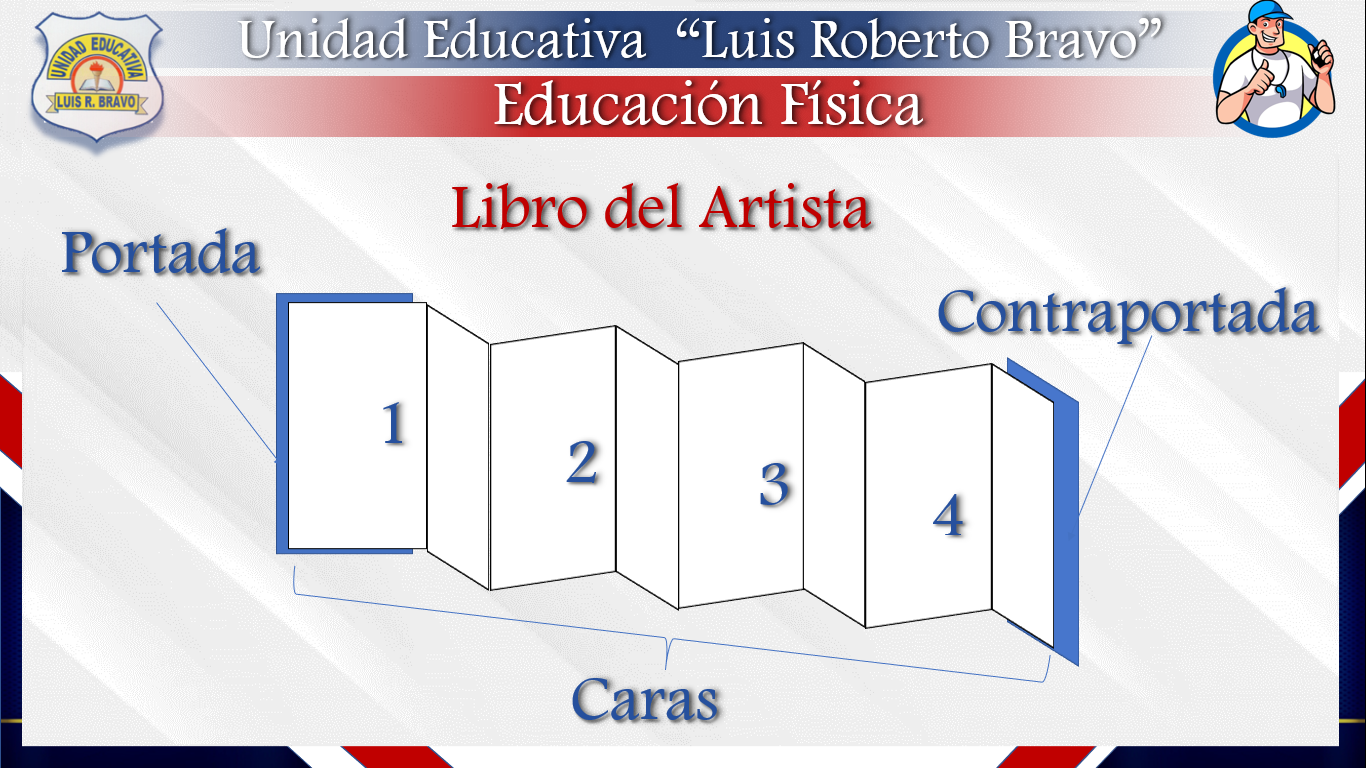 Unidad Educativa “Luis Roberto Bravo”
Educación Física
UNIDAD EDUCATIVA
LUIS R. BRAVO
Libro del Artista
Portada
Contraportada
1
2
3
4
Caras